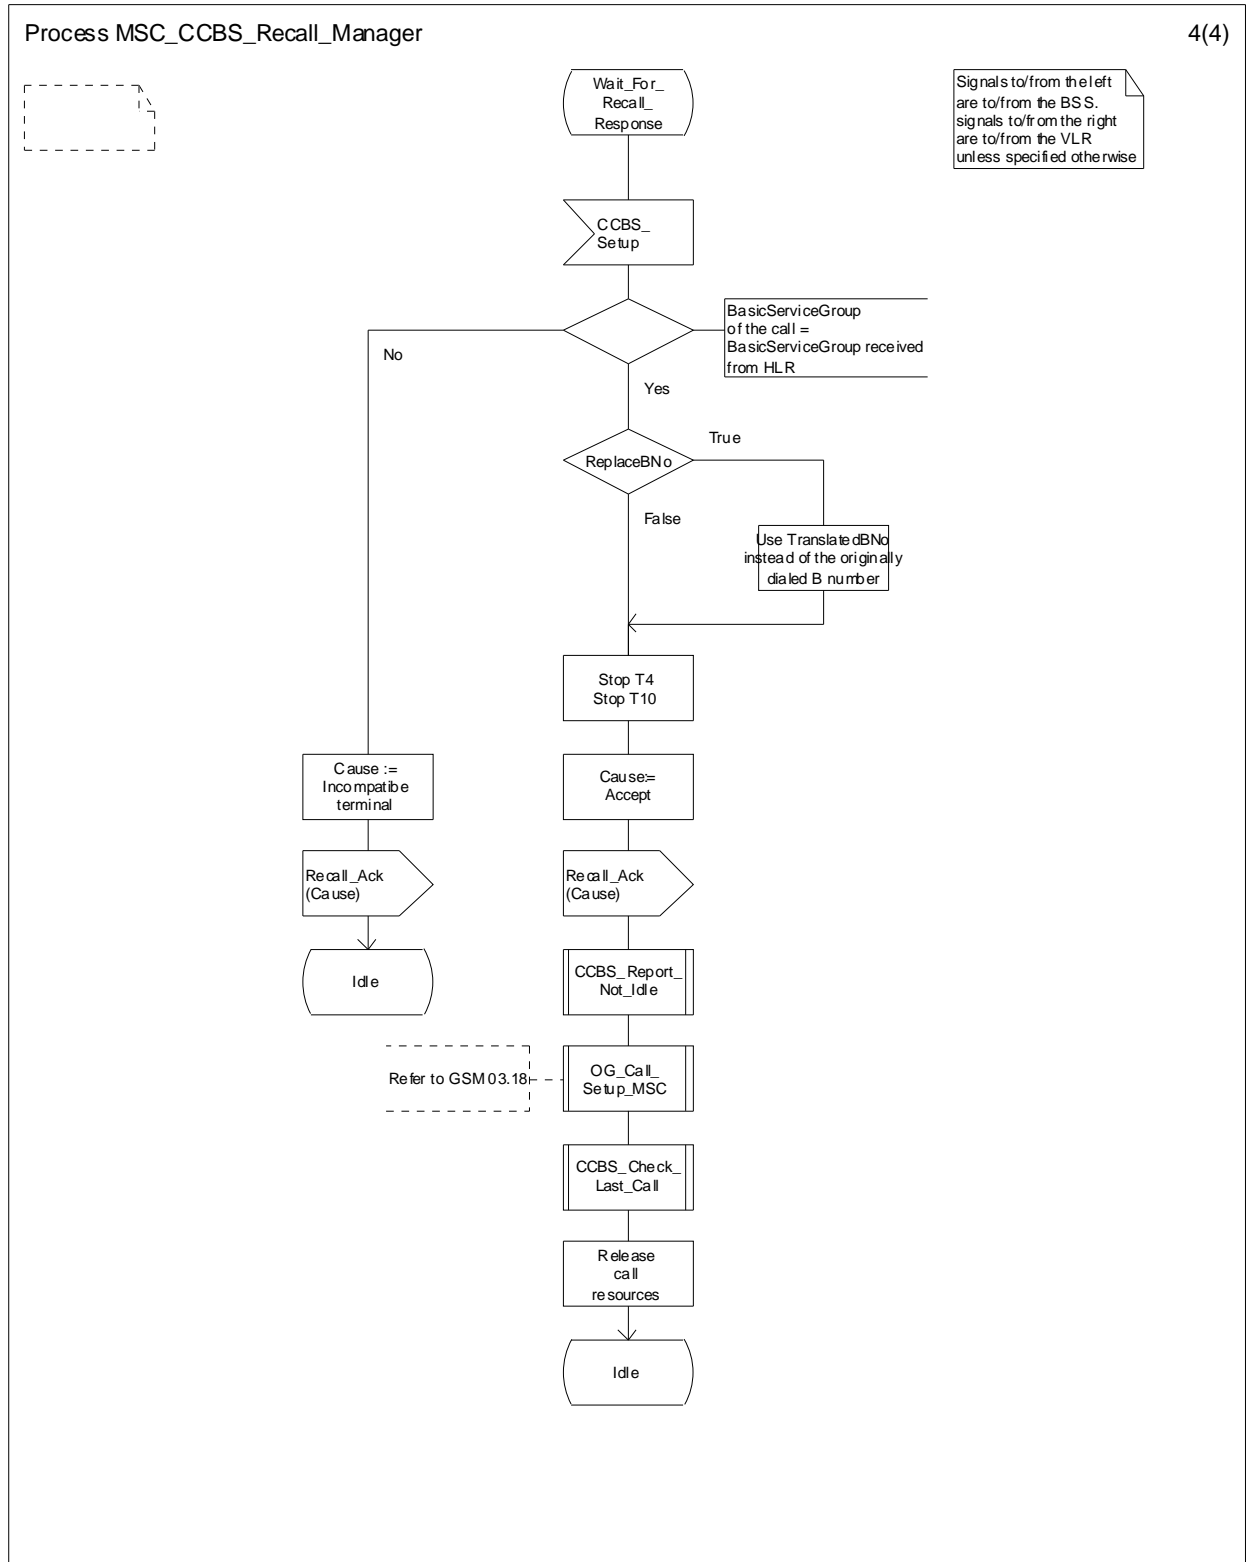 Process MSC_CCBS_Recall_Manager
4(4)
Wait_For_
Recall_
Response
Signals to/from the left
are to/from the BSS.
signals to/from the right
are to/from the VLR
unless specified otherwise
CCBS_
Setup
BasicServiceGroup
of the call =
BasicServiceGroup received
from HLR
No
Yes
ReplaceBNo
True
False
Use TranslatedBNo
instead of the originally
dialed B number
Stop T4
Stop T10
Cause :=
Incompatibe
terminal
Cause:=
Accept
Recall_Ack
(Cause)
Recall_Ack
(Cause)
Idle
CCBS_Report_
Not_Idle
Refer to GSM 03.18
OG_Call_
Setup_MSC
CCBS_Check_
Last_Call
Release
call
resources
Idle